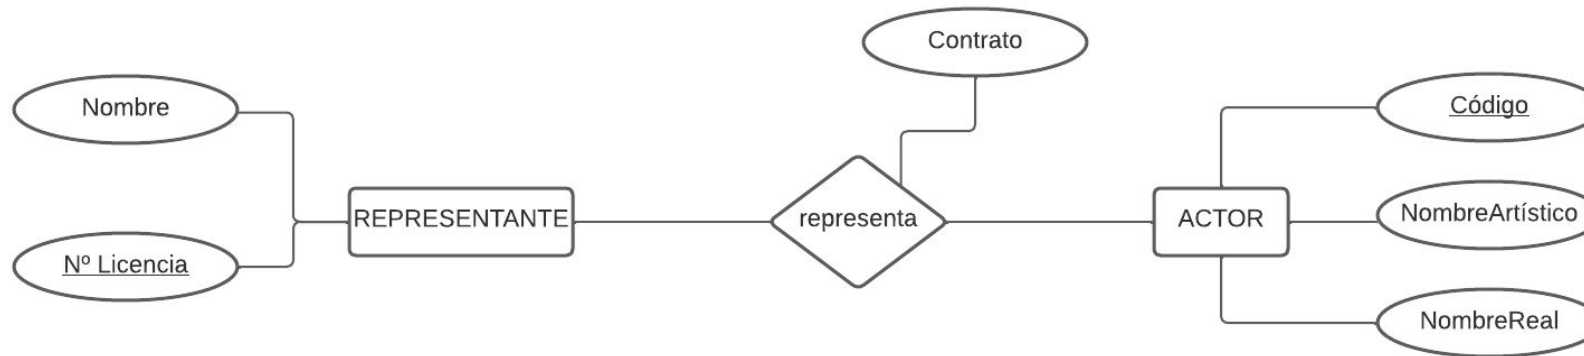 Contrato
Nombre
Código
REPRESENTANTE
representa
ACTOR
NombreArtístico
Nº Licencia
NombreReal